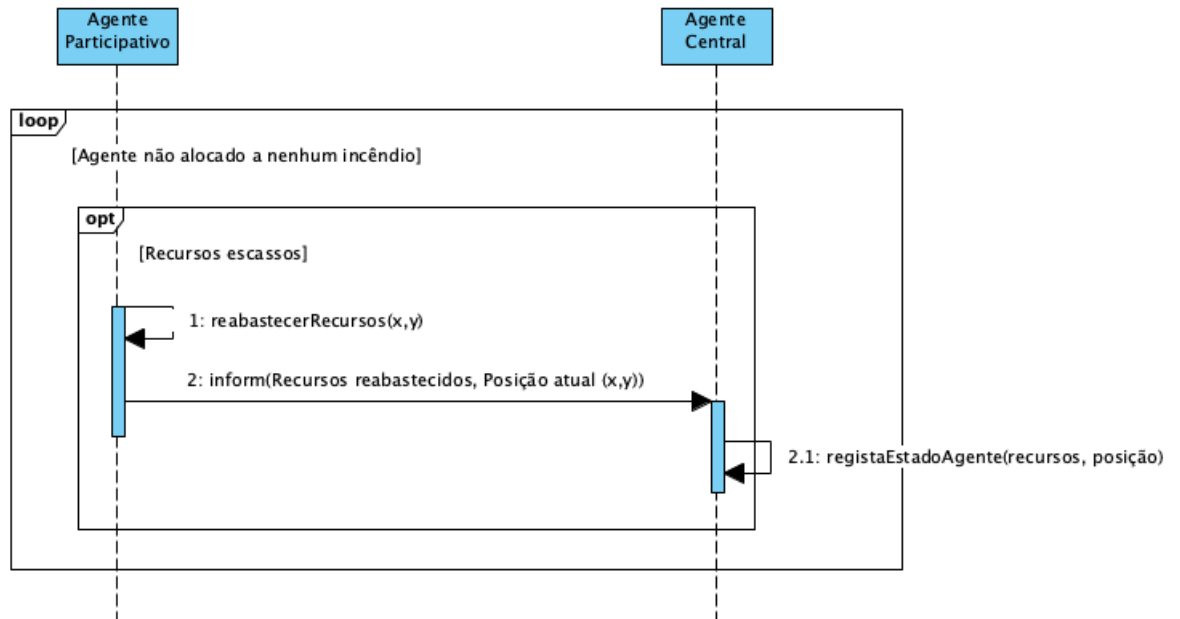 Agente
Participativo
Agente
Central
loop
[Agente não alocado a nenhum incêndio]
opt
[Recursos escassos]
1: reabastecerRecursos(x,y)
2: inform(Recursos reabastecidos, Posição atual (x,y))
2.1: registaEstadoAgente(recursos, posição)